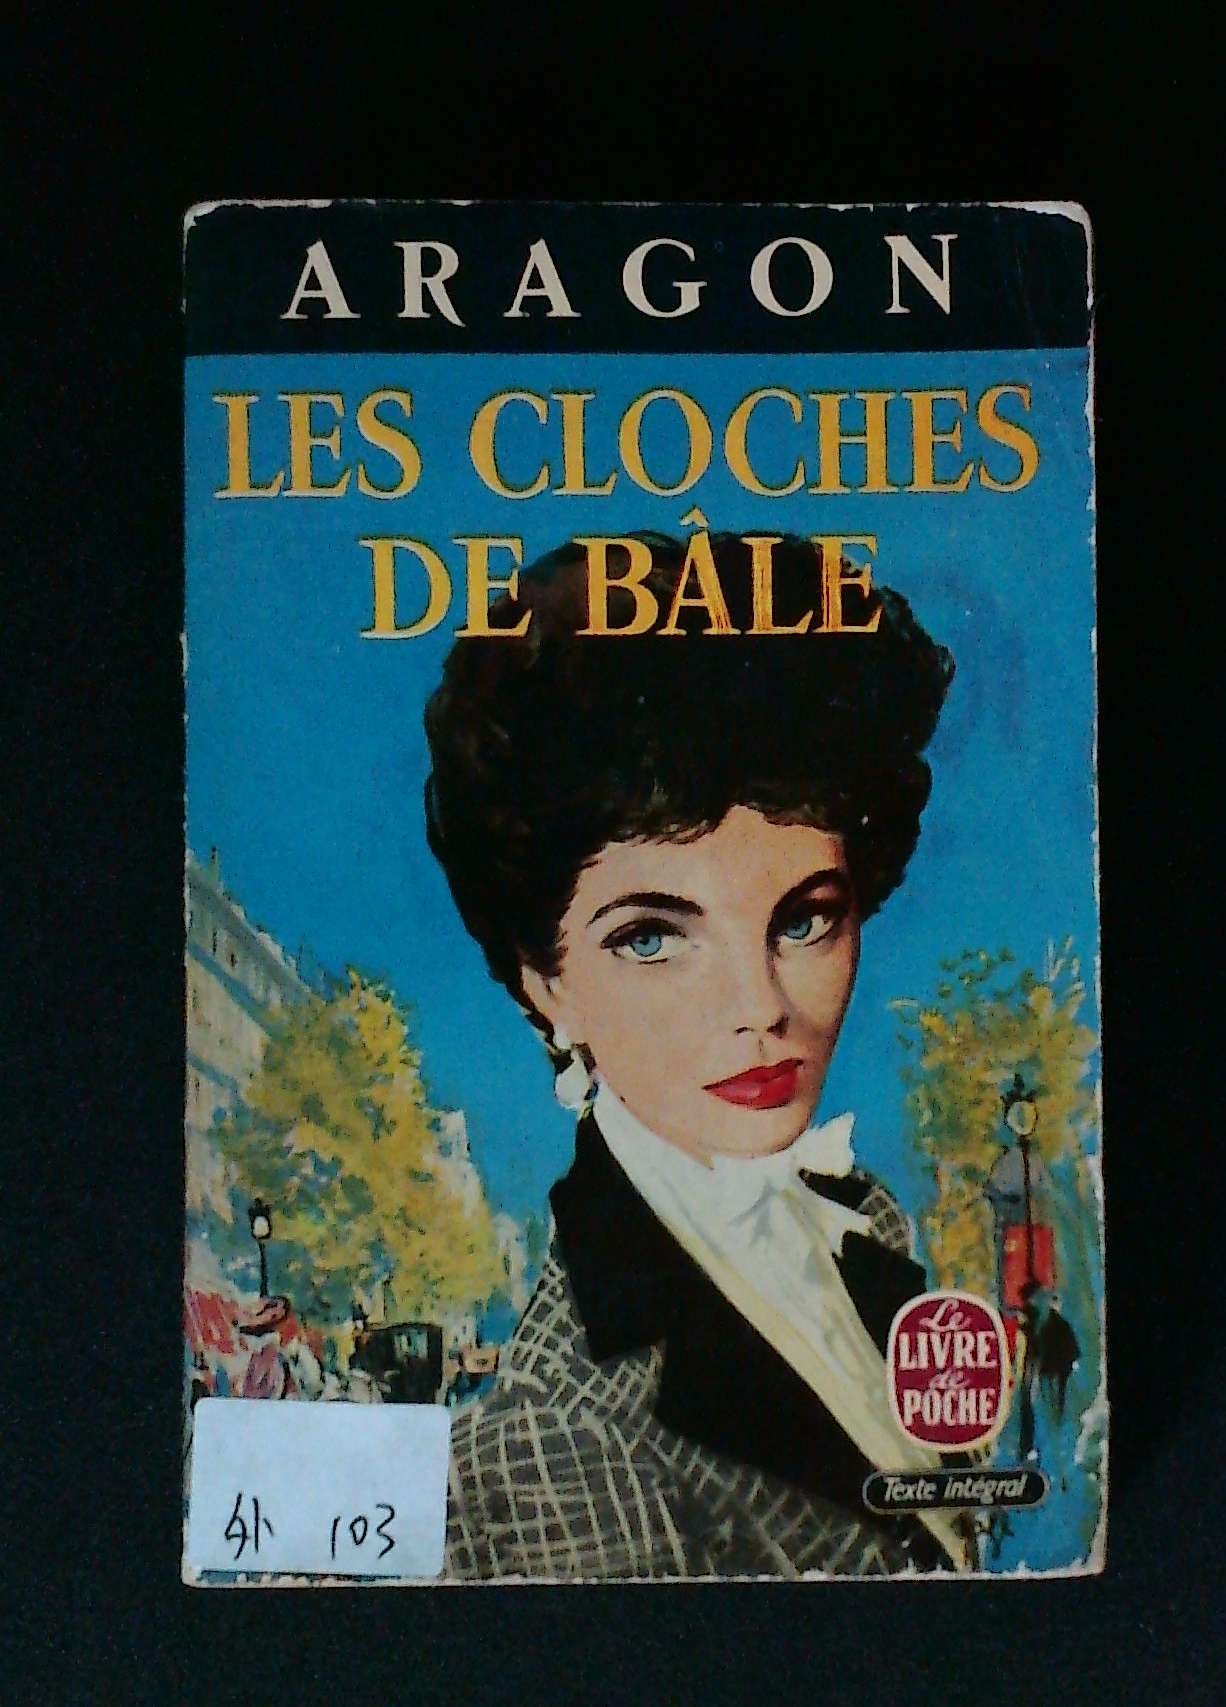 ARAGON
LES CLOCHES
DE BÂLE
Le
LIVRE
de
POCHE
Texte intégral
外 103